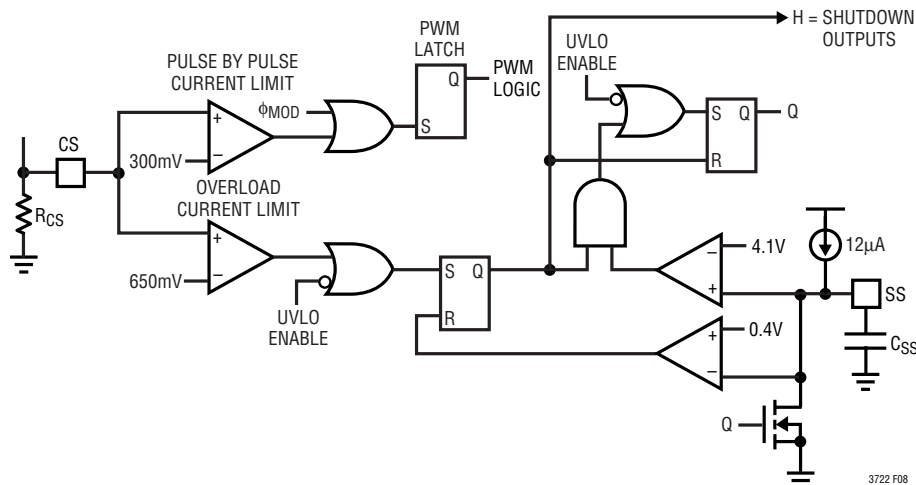 H = SHUTDOWN
OUTPUTS
PWM
LATCH
UVLO
ENABLE
PULSE BY PULSE
CURRENT LIMIT
Q
PWM
LOGIC
ϕMOD
S
S
Q
Q
R
CS
+
–
300mV
RCS
OVERLOAD
CURRENT LIMIT
+
–
650mV
UVLO
ENABLE
S
Q
R
–
4.1V
+
12µA
SS
CSS
+
0.4V
–
Q
3722 F08